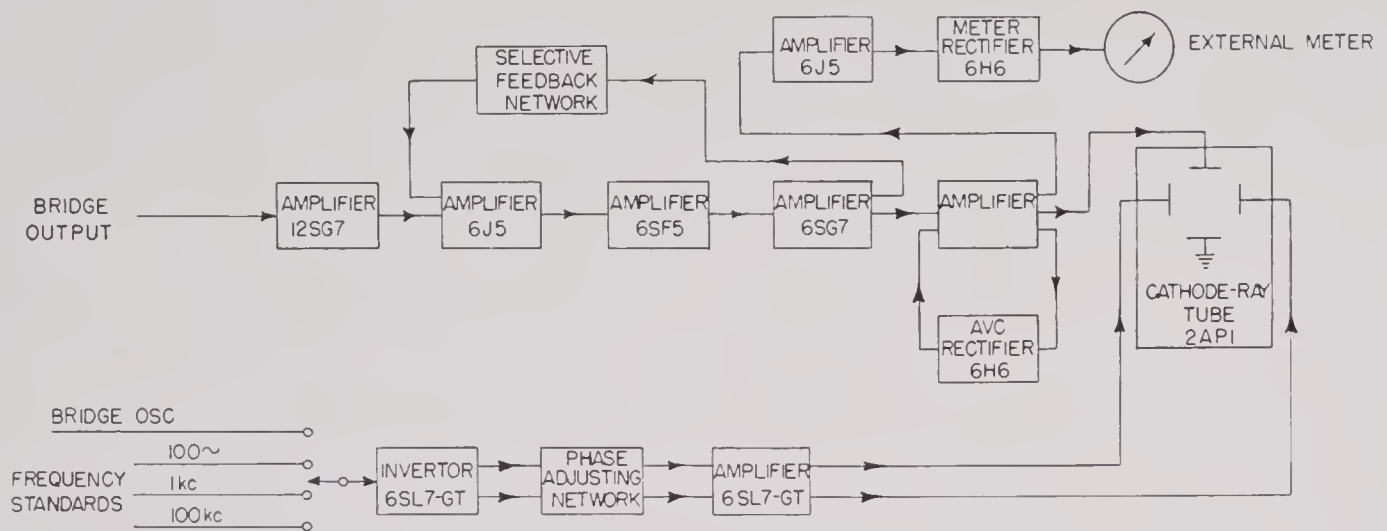 AMPLIFIER
6J5
METER
RECTIFIER
6H6
EXTERNAL METER
SELECTIVE
FEEDBACK
NETWORK
BRIDGE
OUTPUT
AMPLIFIER
12SG7
AMPLIFIER
6J5
AMPLIFIER
6SF5
AMPLIFIER
6SG7
AMPLIFIER
CATHODE-RAY
TUBE
2AP1
AVC
RECTIFIER
6H6
BRIDGE OSC
FREQUENCY
STANDARDS
100~
1kc
100kc
INVERTOR
6SL7-GT
PHASE
ADJUSTING
NETWORK
AMPLIFIER
6SL7-GT